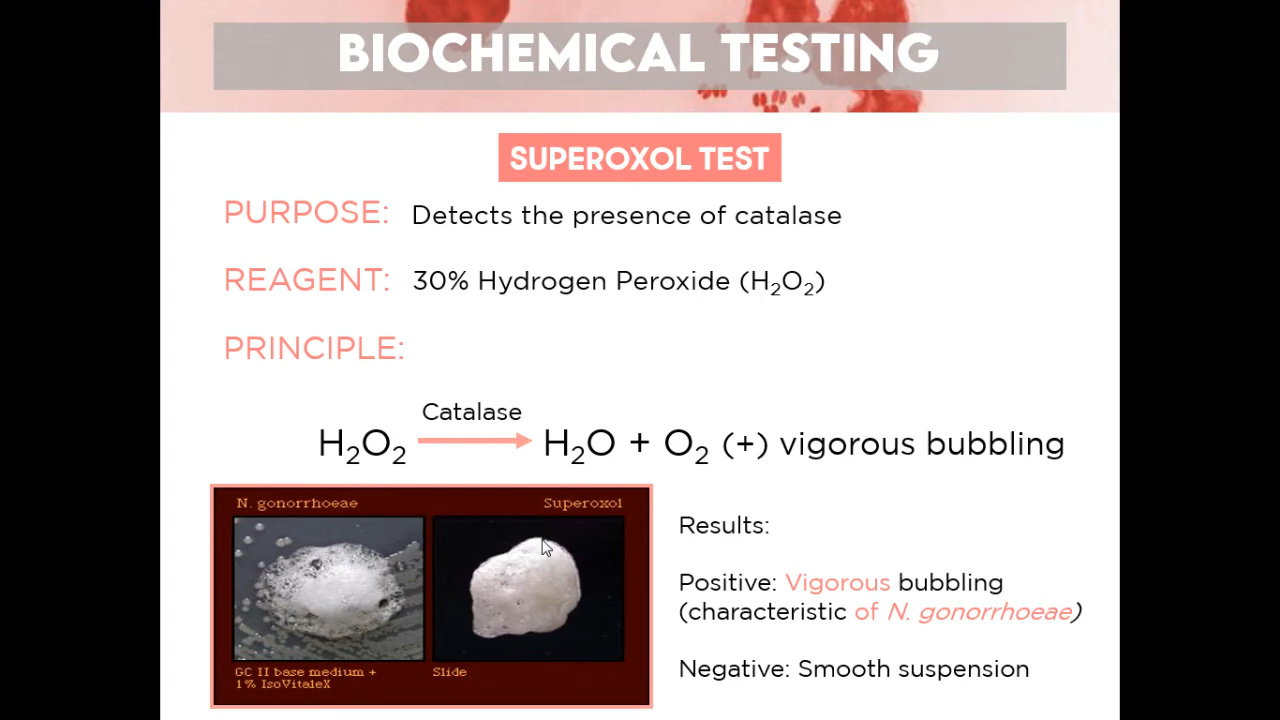 BIOCHEMICAL TESTING
SUPEROXOL TEST
PURPOSE: Detects the presence of catalase
REAGENT: 30% Hydrogen Peroxide (H₂O₂)
PRINCIPLE:
Catalase
H₂O₂ → H₂O + O₂ (+) vigorous bubbling
N. gonorrhoeae Superoxol
GC II base medium +
1% IsoVitaleX
Slide
Results:
Positive: Vigorous bubbling
(characteristic of N. gonorrhoeae)
Negative: Smooth suspension